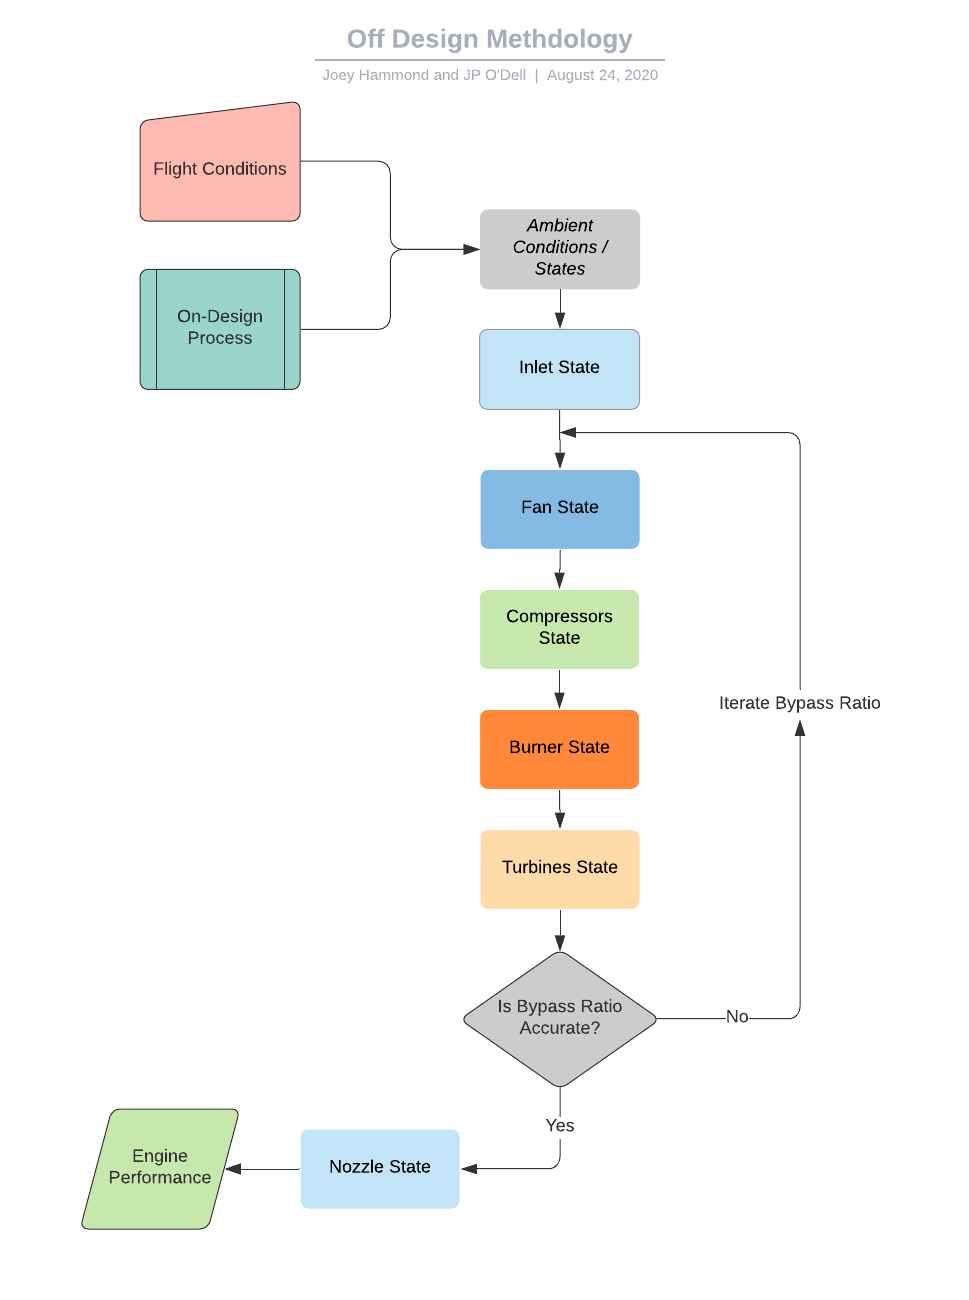 Off Design Methdology
Joey Hammond and JP O'Dell | August 24, 2020
Flight Conditions
On-Design
Process
Ambient
Conditions /
States
Inlet State
Fan State
Compressors
State
Iterate Bypass Ratio
Burner State
Turbines State
Is Bypass Ratio
Accurate?
No
Yes
Nozzle State
Engine
Performance